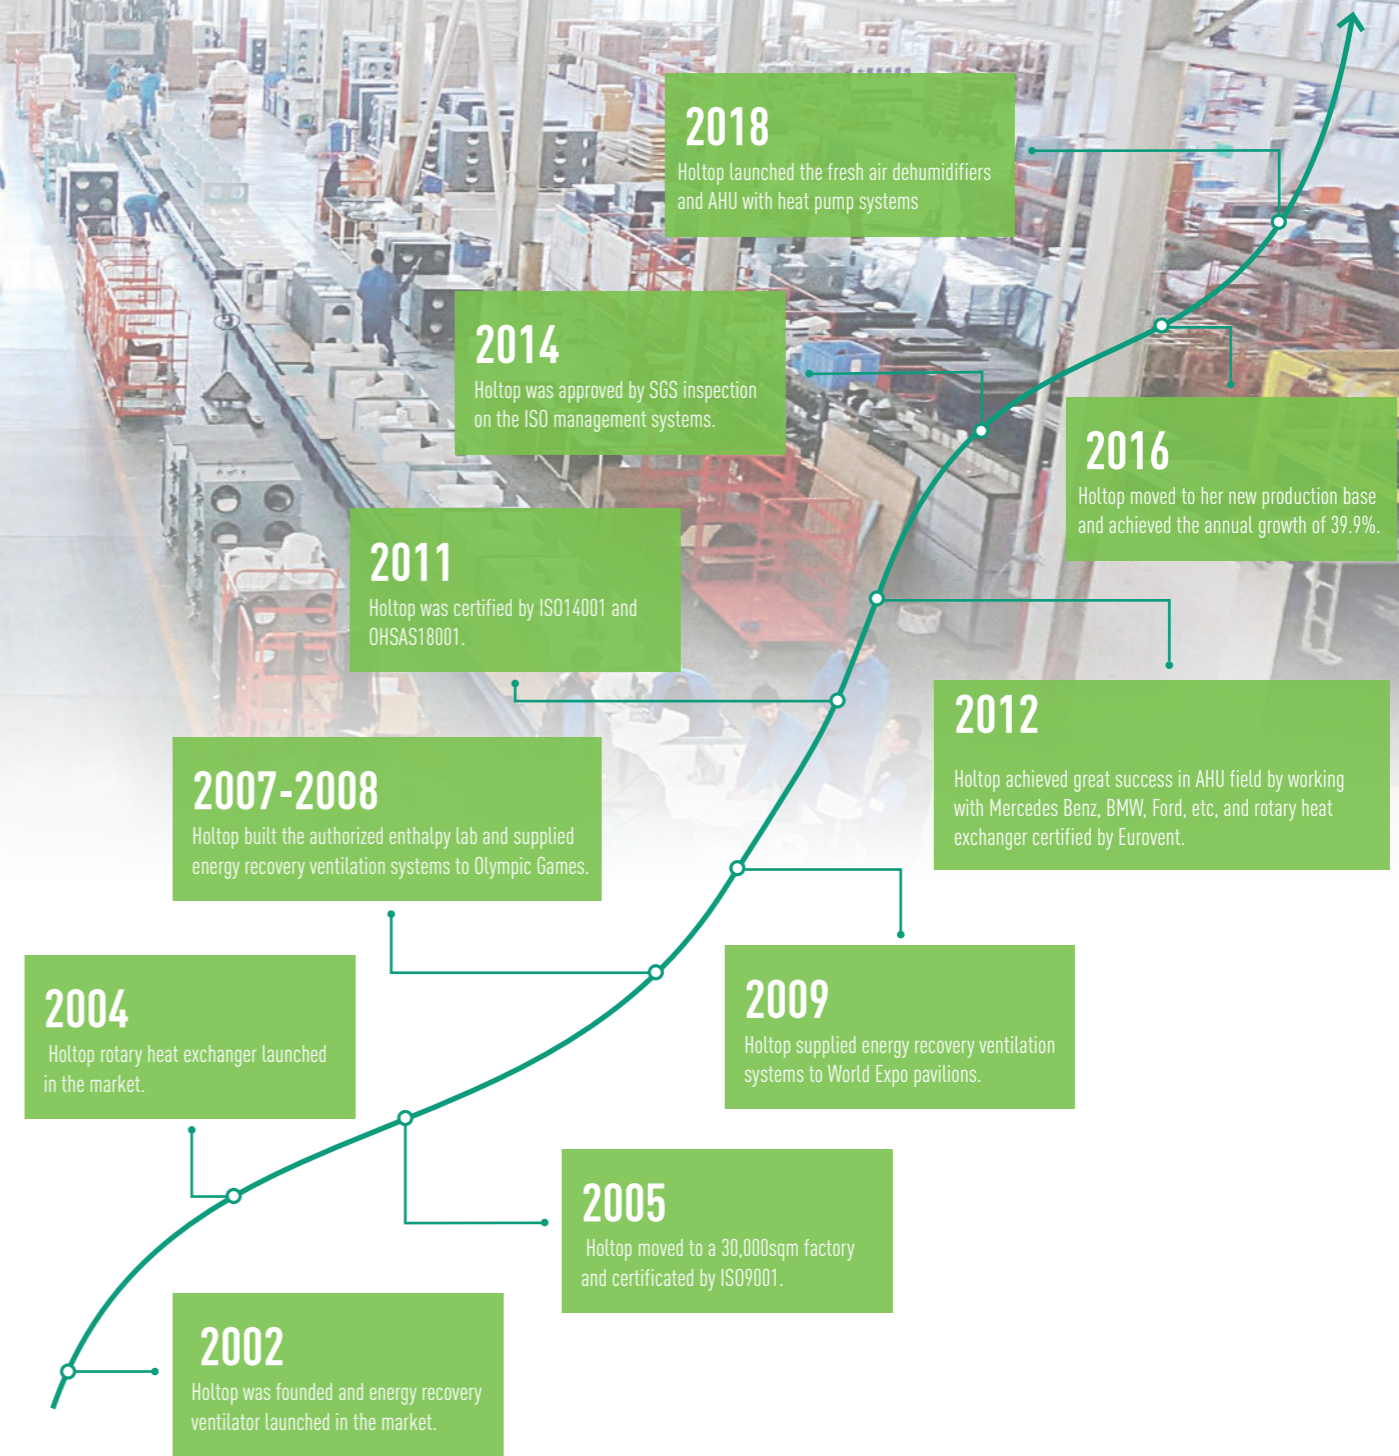 2018
Holtop launched the fresh air dehumidifiers
and AHU with heat pump systems
2014
Holtop was approved by SGS inspection
on the ISO management systems.
2016
Holtop moved to her new production base
and achieved the annual growth of 39.9%.
2011
Holtop was certified by ISO14001 and
OHSAS18001.
2012
Holtop achieved great success in AHU field by working
with Mercedes Benz, BMW, Ford, etc, and rotary heat
exchanger certified by Eurovent.
2007-2008
Holtop built the authorized enthalpy lab and supplied
energy recovery ventilation systems to Olympic Games.
2009
Holtop supplied energy recovery ventilation
systems to World Expo pavilions.
2004
Holtop rotary heat exchanger launched
in the market.
2005
Holtop moved to a 30,000sqm factory
and certificated by ISO9001.
2002
Holtop was founded and energy recovery
ventilator launched in the market.